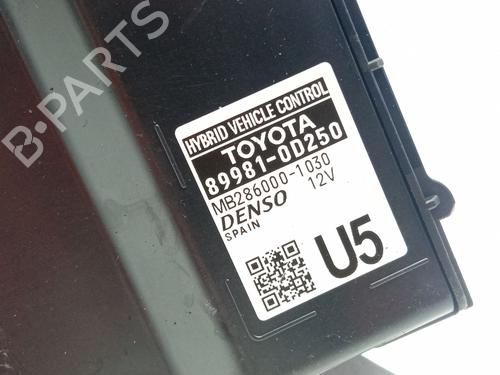 HYBRID VEHICLE CONTROL
TOYOTA
89981-0D250
MB286000-1030
DENSO 12V
SPAIN
U5
B-PARTS